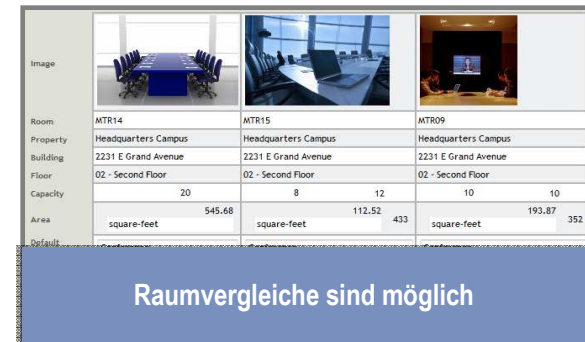 Image
Room MTR14 MTR15 MTR09
Property Headquarters Campus Headquarters Campus Headquarters Campus
Building 2231 E Grand Avenue 2231 E Grand Avenue 2231 E Grand Avenue
Floor 02 - Second Floor 02 - Second Floor 02 - Second Floor
Capacity 20 8 12 10 10
Area 545.68 square-feet 112.52 square-feet 433 193.87 square-feet 352
Default
Raumvergleiche sind möglich